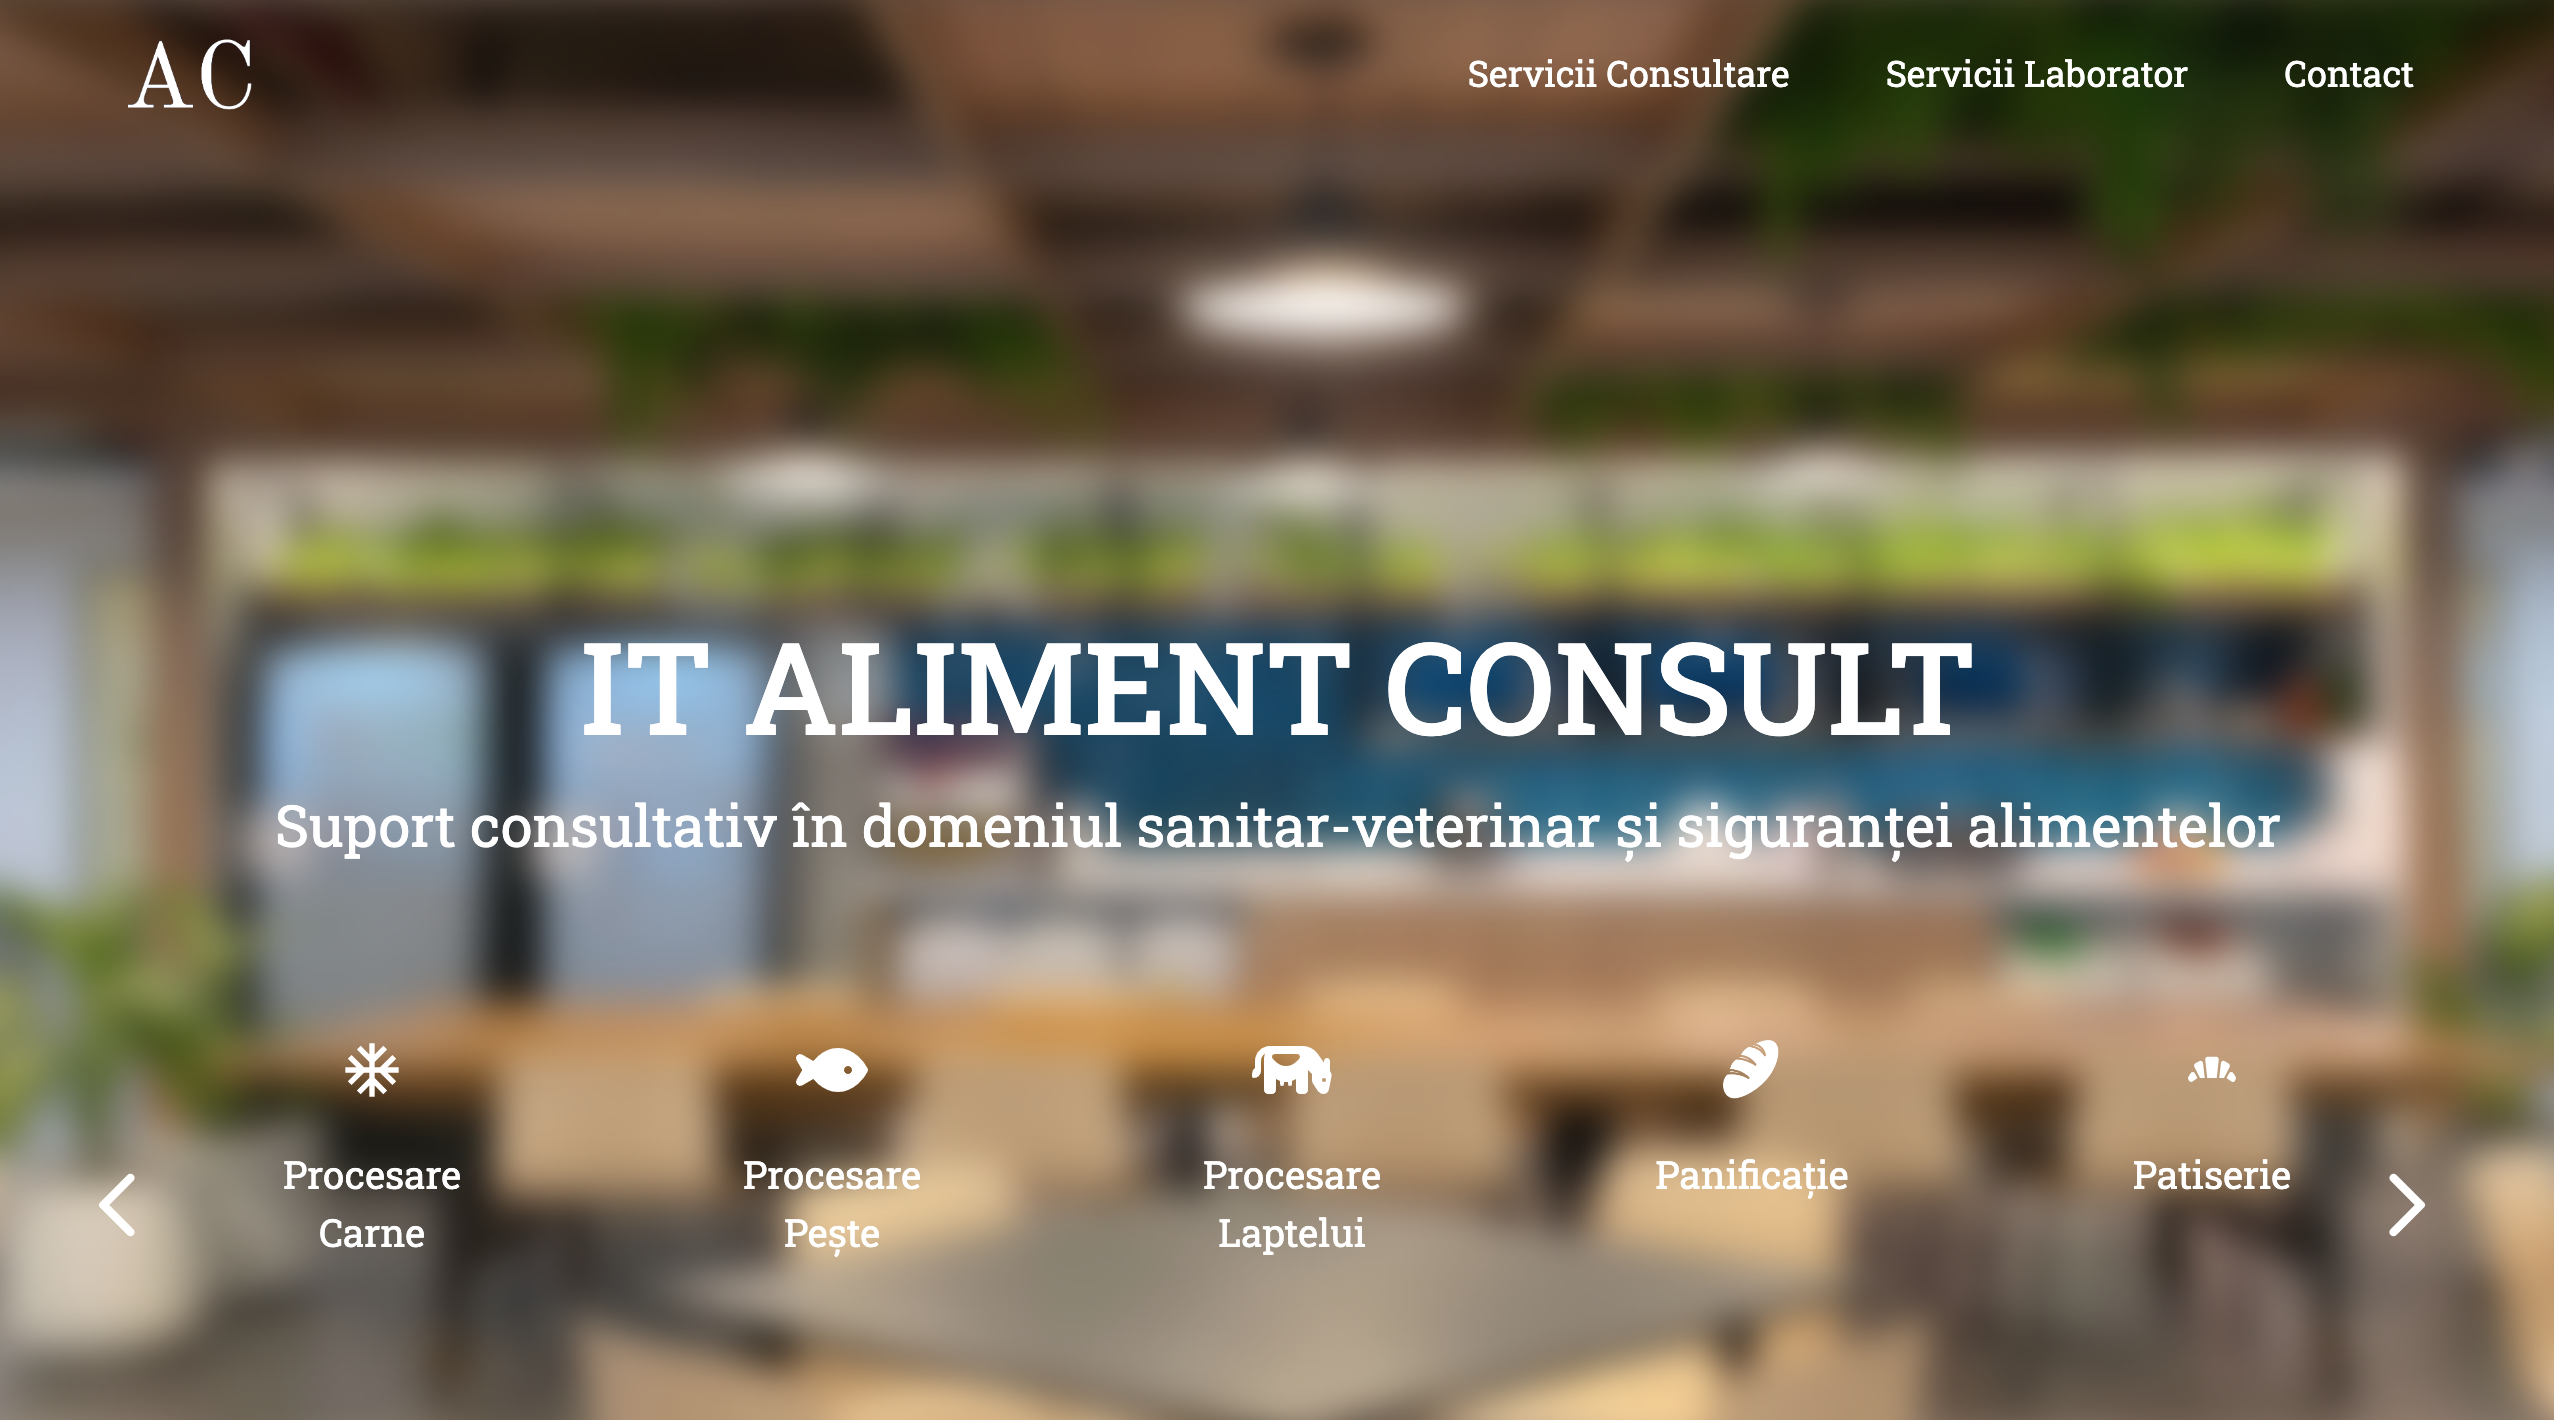 AC
Servicii Consultare
Servicii Laborator
Contact
IT ALIMENT CONSULT
Suport consultativ în domeniul sanitar-veterinar și siguranței alimentelor
Procesare
Carne
Procesare
Pește
Procesare
Laptelui
Panificație
Patiserie